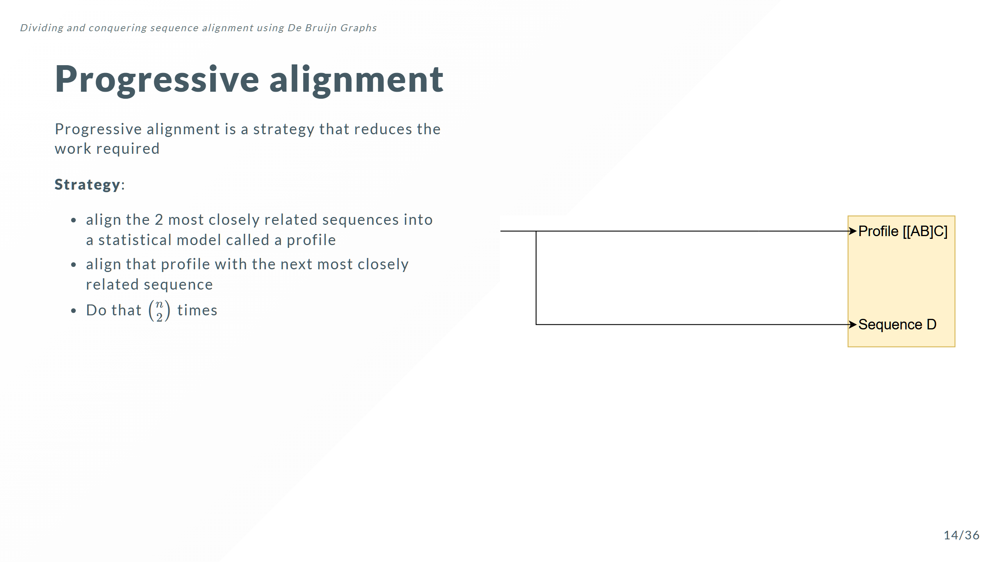 Dividing and conquering sequence alignment using De Bruijn Graphs
Progressive alignment
Progressive alignment is a strategy that reduces the
work required
Strategy:
• align the 2 most closely related sequences into
a statistical model called a profile
• align that profile with the next most closely
related sequence
• Do that (n 2) times
Profile [[AB]C]
Sequence D
14/36